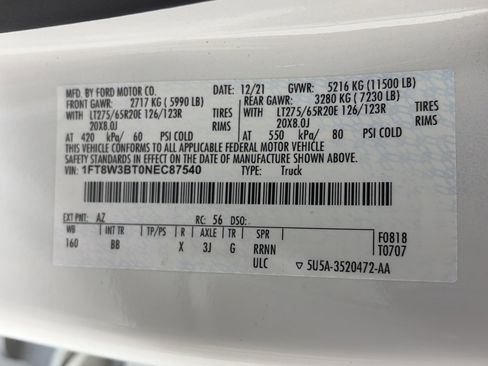 MFD. BY FORD MOTOR CO. DATE: 12/21 GVWR: 5216 KG (11500 LB)
FRONT GAWR: 2717 KG (5990 LB) REAR GAWR: 3280 KG (7230 LB)
WITH LT275/65R20E 126/123R TIRES WITH LT275/65R20E 126/123R TIRES
20X8.0J RIMS 20X8.0J RIMS
AT 420 kPa/ 60 PSI COLD AT 550 kPa/ 80 PSI COLD
THIS VEHICLE CONFORMS TO ALL APPLICABLE FEDERAL MOTOR VEHICLE
SAFETY STANDARDS IN EFFECT ON THE DATE OF MANUFACTURE SHOWN ABOVE.
VIN: 1FT8W3BT0NEC87540 TYPE: Truck
EXT PNT: AZ RC: 56 DSO:
WB INT TR TP/PS R AXLE TR SPR F0818
160 BB X 3J G RRNN T0707
ULC ▽ 5U5A-3520472-AA